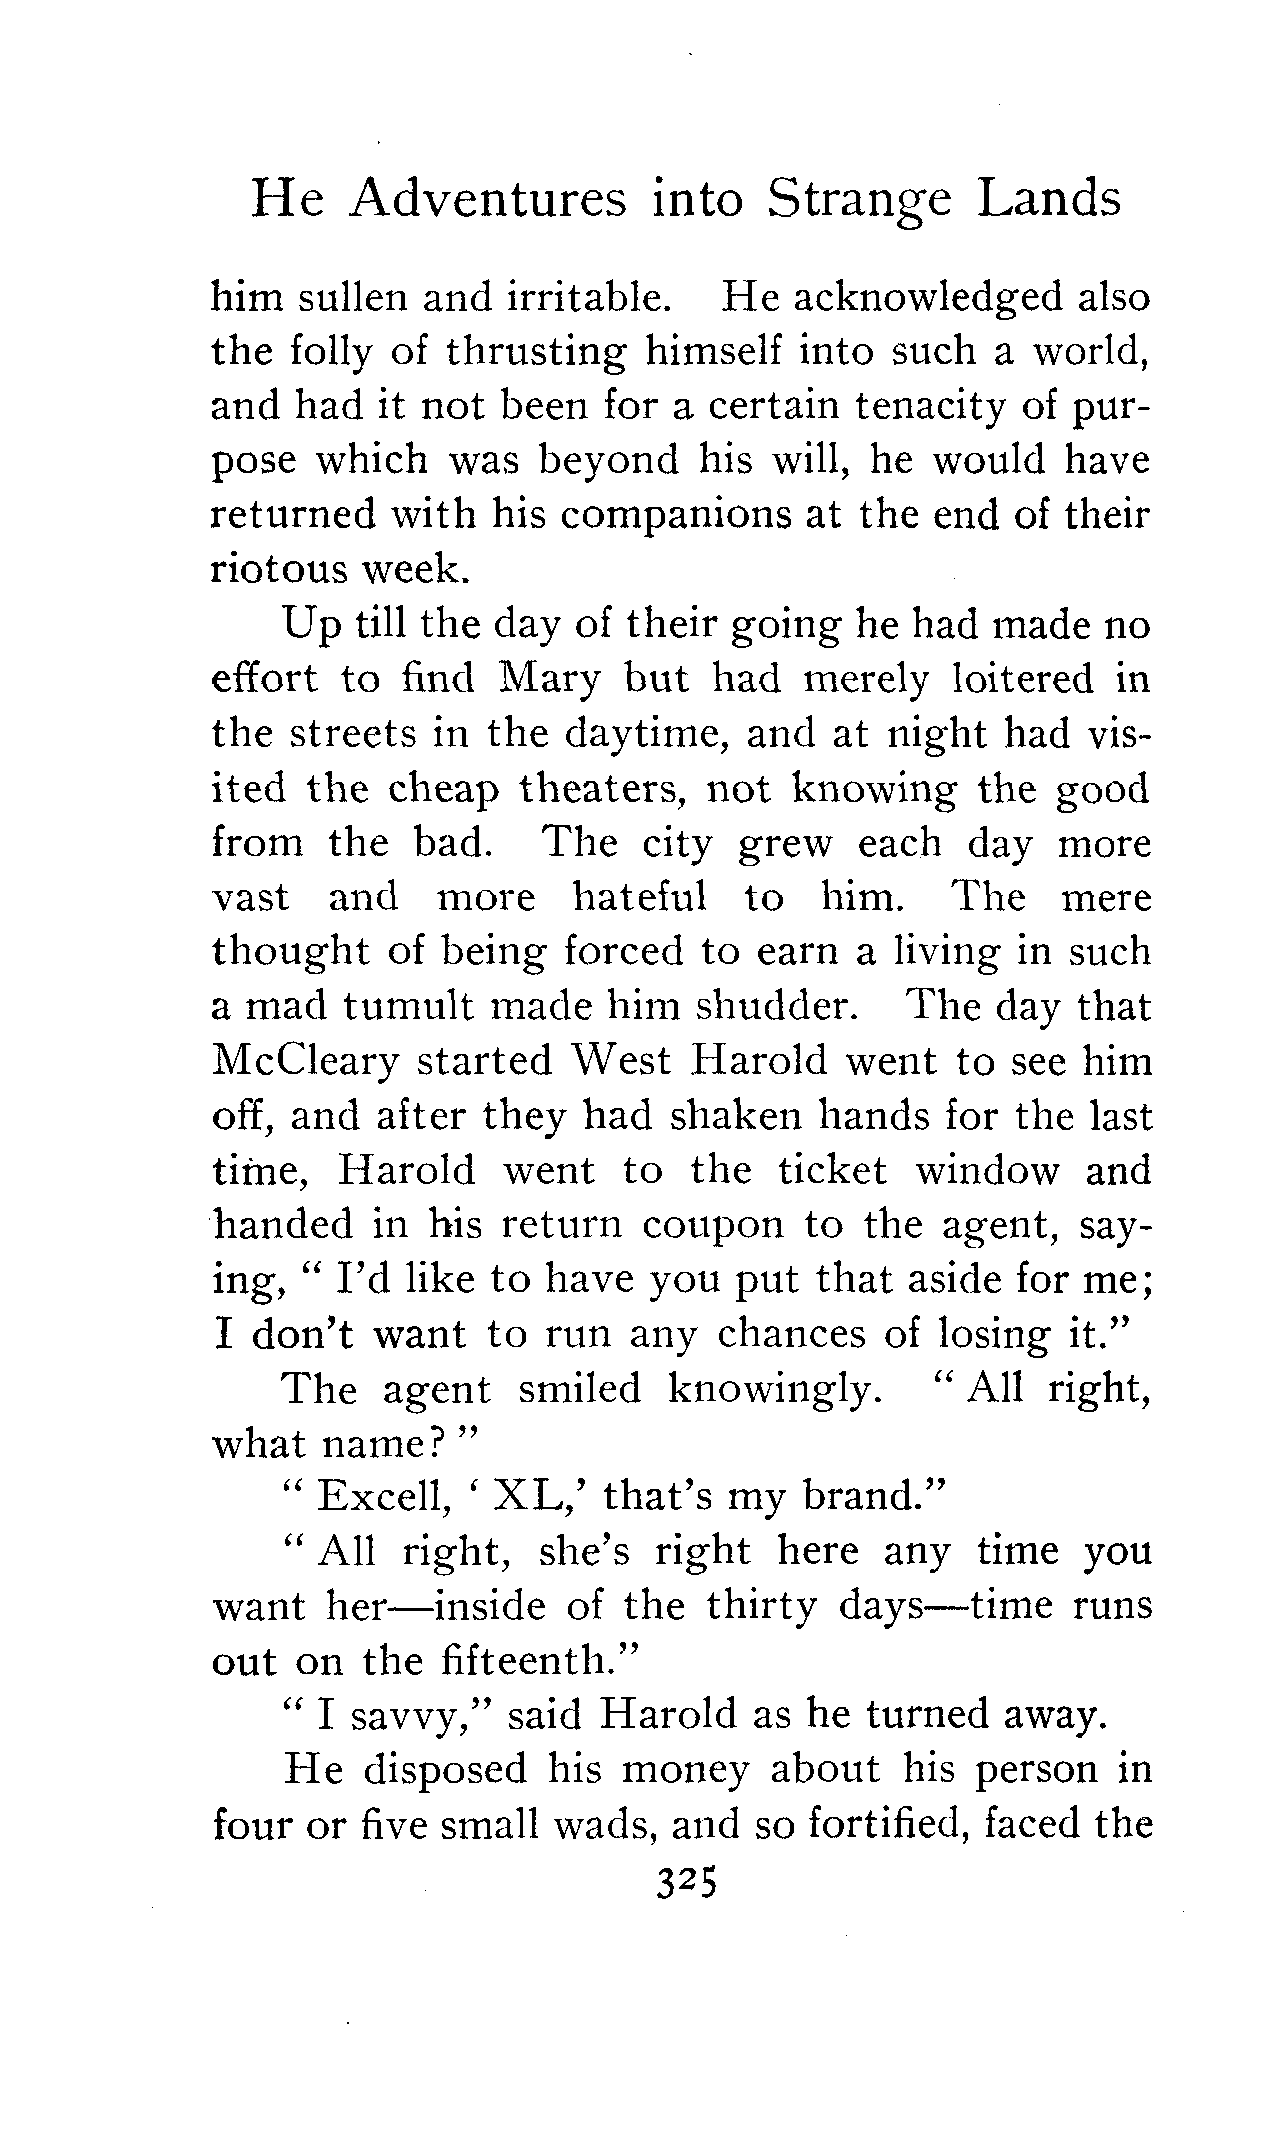 He Adventures into Strange Lands
him sullen and irritable. He acknowledged also
the folly of thrusting himself into such a world,
and had it not been for a certain tenacity of pur-
pose which was beyond his will, he would have
returned with his companions at the end of their
riotous week.
Up till the day of their going he had made no
effort to find Mary but had merely loitered in
the streets in the daytime, and at night had vis-
ited the cheap theaters, not knowing the good
from the bad. The city grew each day more
vast and more hateful to him. The mere
thought of being forced to earn a living in such
a mad tumult made him shudder. The day that
McCleary started West Harold went to see him
off, and after they had shaken hands for the last
time, Harold went to the ticket window and
handed in his return coupon to the agent, say-
ing, " I'd like to have you put that aside for me;
I don't want to run any chances of losing it."
The agent smiled knowingly. " All right,
what name? "
" Excell, ' XL,' that's my brand."
" All right, she's right here any time you
want her—inside of the thirty days—time runs
out on the fifteenth."
" I savvy," said Harold as he turned away.
He disposed his money about his person in
four or five small wads, and so fortified, faced the
325